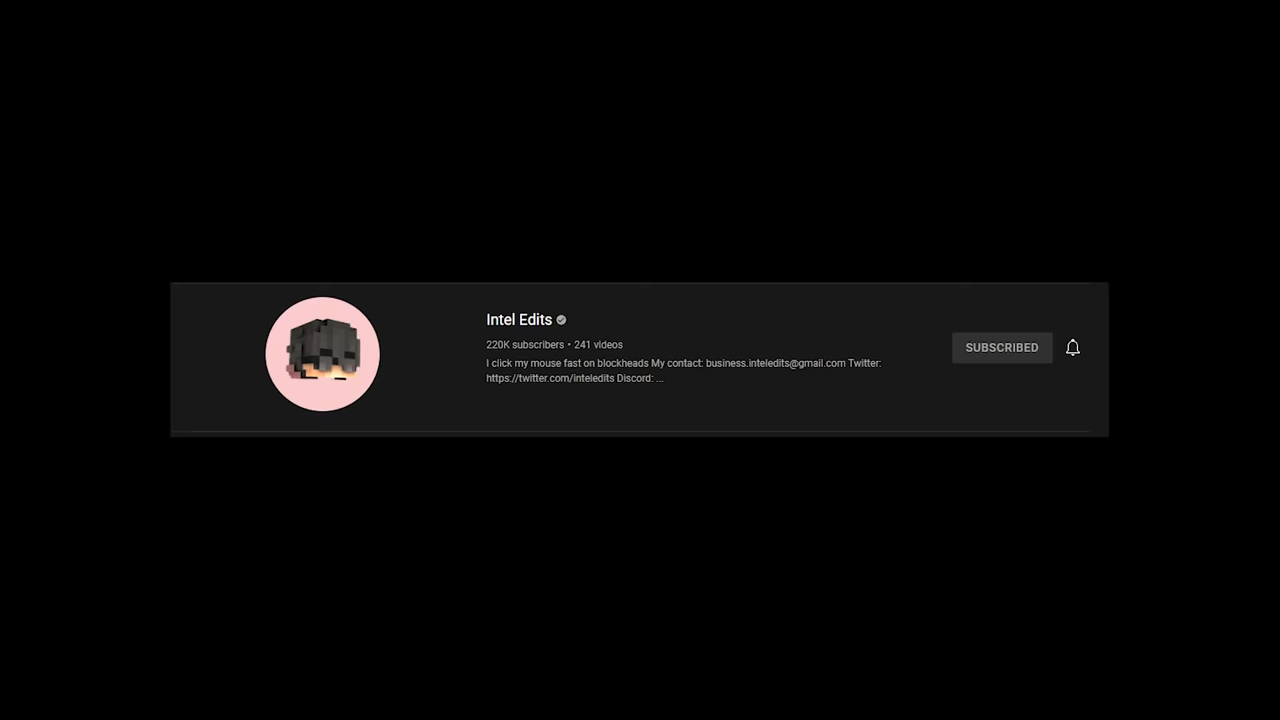 Intel Edits
220K subscribers • 241 videos
I click my mouse fast on blockheads My contact: business.inteledits@gmail.com Twitter:
https://twitter.com/inteledits Discord: ...
SUBSCRIBED